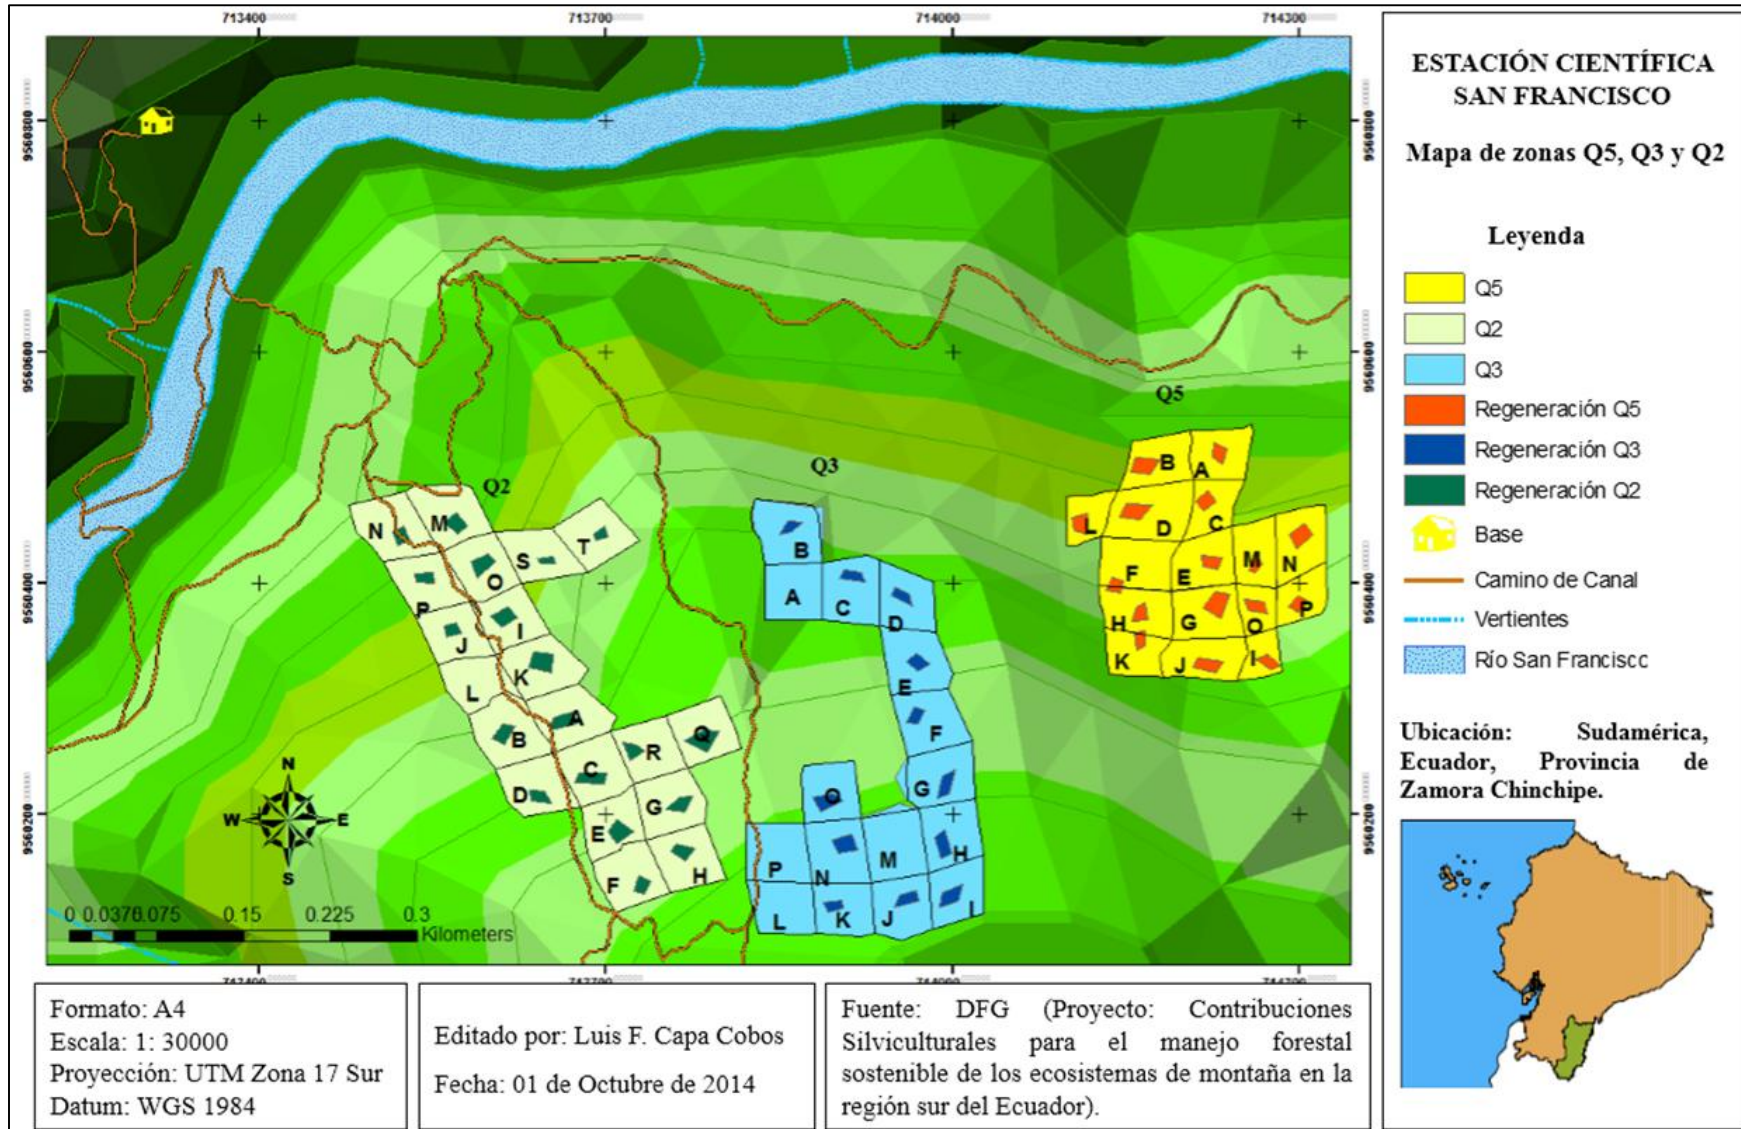 713400
713700
714000
714300
9560800
9560600
9560400
9560200
9560800
9560600
9560400
9560200
Q5
Q3
Q2
B
A
L
D
C
F
E
M
N
H
G
O
P
K
J
I
B
A
C
D
E
F
G
O
P
N
M
H
L
K
J
I
N
M
S
T
O
P
I
J
K
L
A
B
R
Q
C
D
G
E
F
H
N
W
E
S
0
0.0375
0.075
0.15
0.225
0.3
Kilometers
ESTACIÓN CIENTÍFICA
SAN FRANCISCO
Mapa de zonas Q5, Q3 y Q2
Leyenda
Q5
Q2
Q3
Regeneración Q5
Regeneración Q3
Regeneración Q2
Base
Camino de Canal
Vertientes
Río San Francisco
Ubicación: Sudamérica,
Ecuador, Provincia de
Zamora Chinchipe.
Formato: A4
Escala: 1: 30000
Proyección: UTM Zona 17 Sur
Datum: WGS 1984
Editado por: Luis F. Capa Cobos
Fecha: 01 de Octubre de 2014
Fuente: DFG (Proyecto: Contribuciones
Silviculturales para el manejo forestal
sostenible de los ecosistemas de montaña en la
región sur del Ecuador).